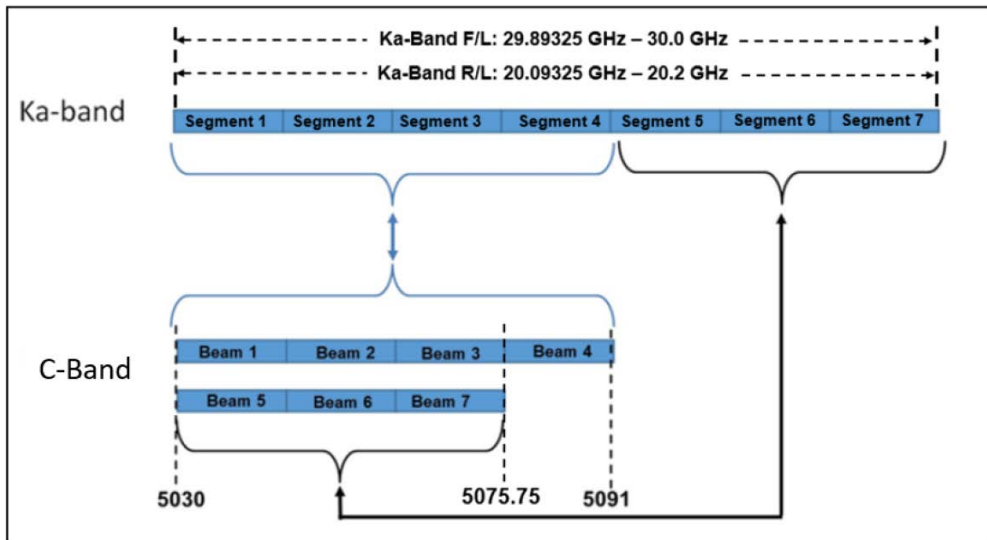 Ka-Band F/L: 29.89325 GHz – 30.0 GHz
Ka-Band R/L: 20.09325 GHz – 20.2 GHz
Ka-band
Segment 1 Segment 2 Segment 3 Segment 4 Segment 5 Segment 6 Segment 7
Beam 1 Beam 2 Beam 3 Beam 4
C-Band
Beam 5 Beam 6 Beam 7
5030 5075.75 5091